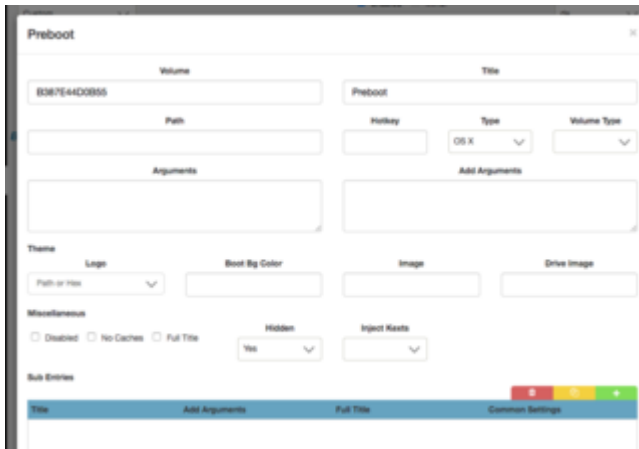 Preboot
Volume Title
B387E44D0B55 Preboot
Path Hotkey Type Volume Type
OS X
Arguments Add Arguments
Theme
Logo Boot Bg Color Image Drive Image
Path or Hex
Miscellaneous
Hidden Inject Kexts
Disabled No Caches Full Title
Yes
Sub Entries
Title Add Arguments Full Title Common Settings